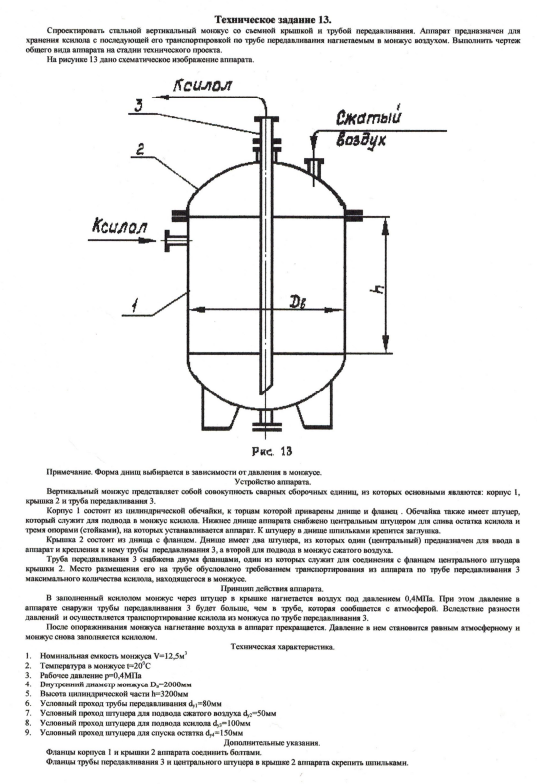 Техническое задание 13.
Спроектировать стальной вертикальный монжус со съемной крышкой и трубой передавливания. Аппарат предназначен для
хранения ксилола с последующей его транспортировкой по трубе передавливания нагнетаемым в монжус воздухом. Выполнить чертеж
общего вида аппарата на стадии технического проекта.
На рисунке 13 дано схематическое изображение аппарата.
Ксилол
3
Сжатый
воздух
2
Ксилол
1
Dв
h
Рис. 13
Примечание. Форма днищ выбирается в зависимости от давления в монжусе.
Устройство аппарата.
Вертикальный монжус представляет собой совокупность сварных сборочных единиц, из которых основными являются: корпус 1,
крышка 2 и труба передавливания 3.
Корпус 1 состоит из цилиндрической обечайки, к торцам которой приварены днище и фланец . Обечайка также имеет штуцер,
который служит для подвода в монжус ксилола. Нижнее днище аппарата снабжено центральным штуцером для слива остатка ксилола и
тремя опорами (стойками), на которых устанавливается аппарат. К штуцеру в днище шпильками крепится заглушка.
Крышка 2 состоит из днища с фланцем. Днище имеет два штуцера, из которых один (центральный) предназначен для ввода в
аппарат и крепления к нему трубы передавливания 3, а второй для подвода в монжус сжатого воздуха.
Труба передавливания 3 снабжена двумя фланцами, один из которых служит для соединения с фланцем центрального штуцера
крышки 2. Место размещения его на трубе обусловлено требованием транспортирования из аппарата по трубе передавливания 3
максимального количества ксилола, находящегося в монжусе.
Принцип действия аппарата.
В заполненный ксилолом монжус через штуцер в крышке нагнетается воздух под давлением 0,4МПа. При этом давление в
аппарате снаружи трубы передавливания 3 будет больше, чем в трубе, которая сообщается с атмосферой. Вследствие разности
давлений и осуществляется транспортирование ксилола из монжуса по трубе передавливания 3.
После опоражнивания монжуса нагнетание воздуха в аппарат прекращается. Давление в нем становится равным атмосферному и
монжус снова заполняется ксилолом.
Техническая характеристика.
1. Номинальная емкость монжуса V=12,5м³
2. Температура в монжусе t=20⁰С
3. Рабочее давление р=0,4МПа
4. Внутренний диаметр монжуса Dв=2000мм
5. Высота цилиндрической части h=3200мм
6. Условный проход трубы передавливания dу1=80мм
7. Условный проход штуцера для подвода сжатого воздуха dу2=50мм
8. Условный проход штуцера для подвода ксилола dу3=100мм
9. Условный проход штуцера для спуска остатка dу4=150мм
Дополнительные указания.
Фланцы корпуса 1 и крышки 2 аппарата соединить болтами.
Фланцы трубы передавливания 3 и центрального штуцера в крышке 2 аппарата скрепить шпильками.